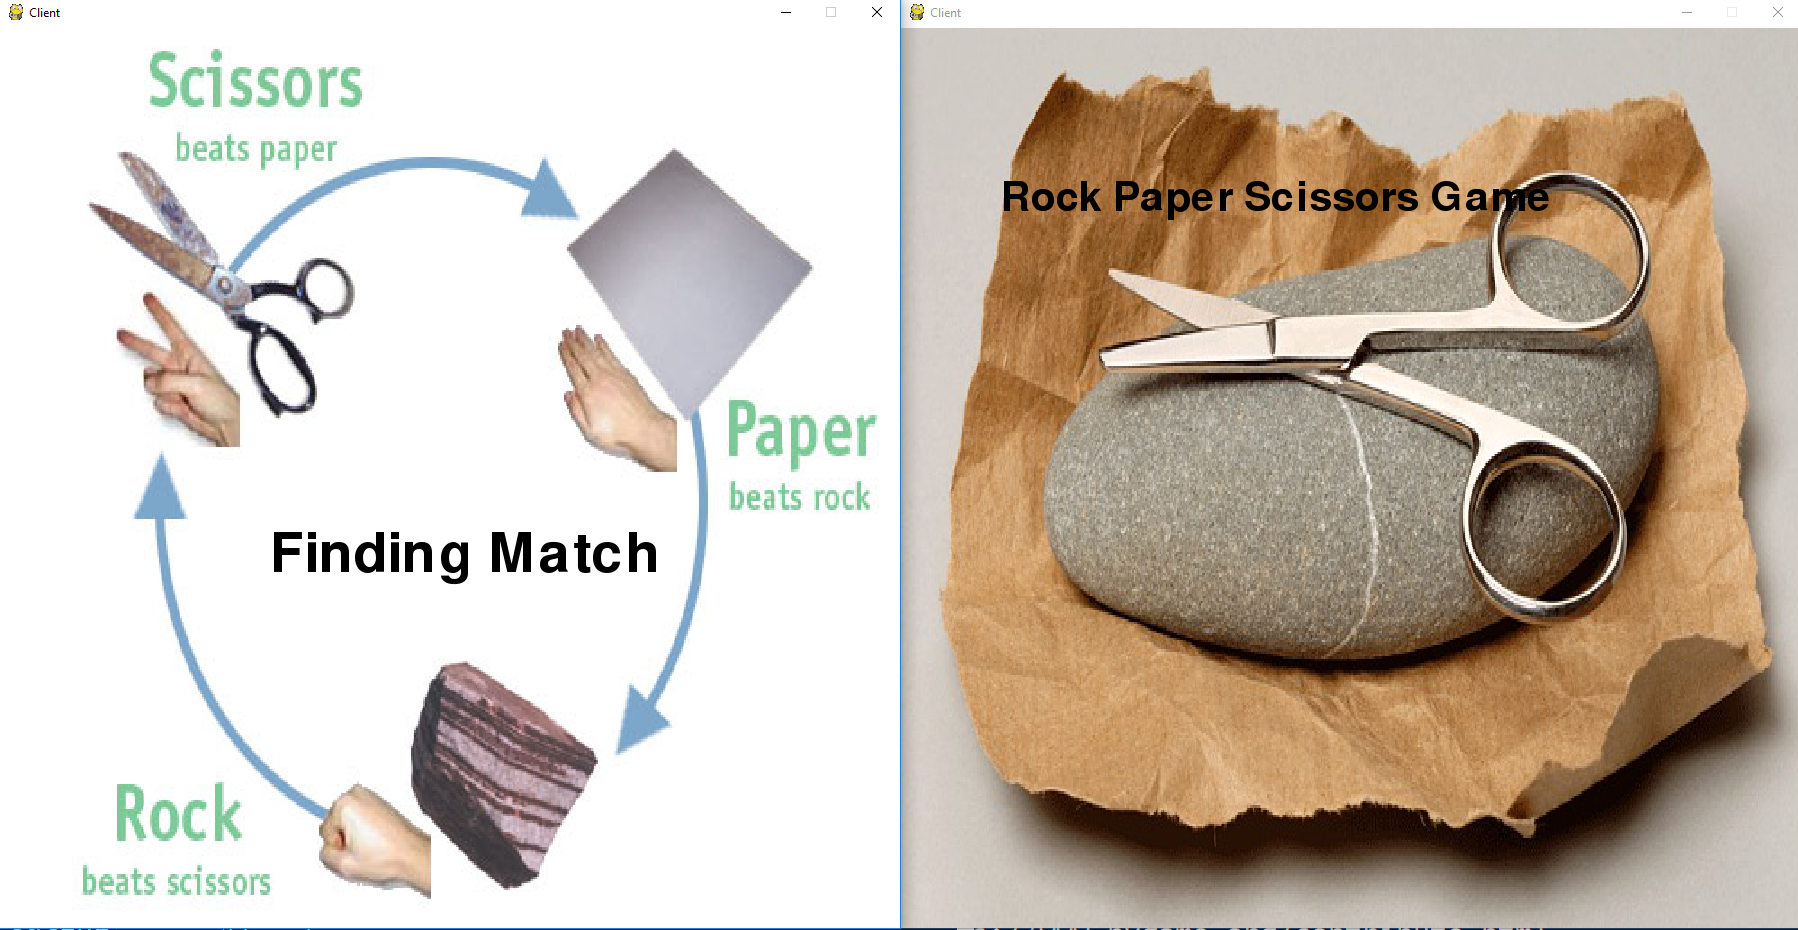 Client
Scissors
beats paper
Paper
beats rock
Finding Match
Rock
beats scissors
Client
Rock Paper Scissors Game